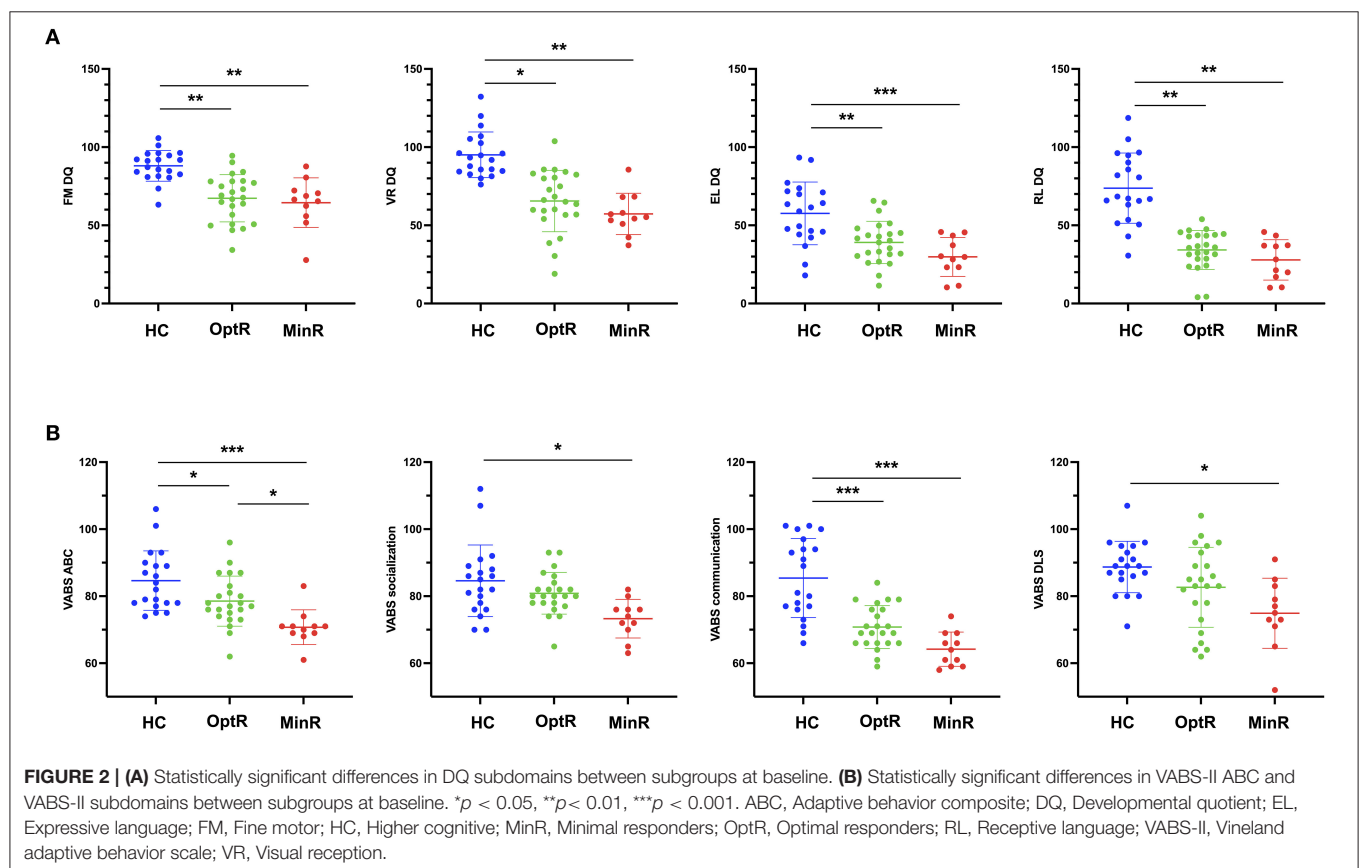 A
**
**
150
100
50
0
FM DQ
HC OptR MinR
**
*
150
100
50
0
VR DQ
HC OptR MinR
***
**
150
100
50
0
EL DQ
HC OptR MinR
**
**
150
100
50
0
RL DQ
HC OptR MinR
B
***
*
*
120
100
80
60
VABS ABC
HC OptR MinR
*
120
100
80
60
VABS socialization
HC OptR MinR
***
***
120
100
80
60
VABS communication
HC OptR MinR
*
120
100
80
60
VABS DLS
HC OptR MinR
FIGURE 2 | (A) Statistically significant differences in DQ subdomains between subgroups at baseline. (B) Statistically significant differences in VABS-II ABC and
VABS-II subdomains between subgroups at baseline. *p < 0.05, **p< 0.01, ***p < 0.001. ABC, Adaptive behavior composite; DQ, Developmental quotient; EL,
Expressive language; FM, Fine motor; HC, Higher cognitive; MinR, Minimal responders; OptR, Optimal responders; RL, Receptive language; VABS-II, Vineland
adaptive behavior scale; VR, Visual reception.